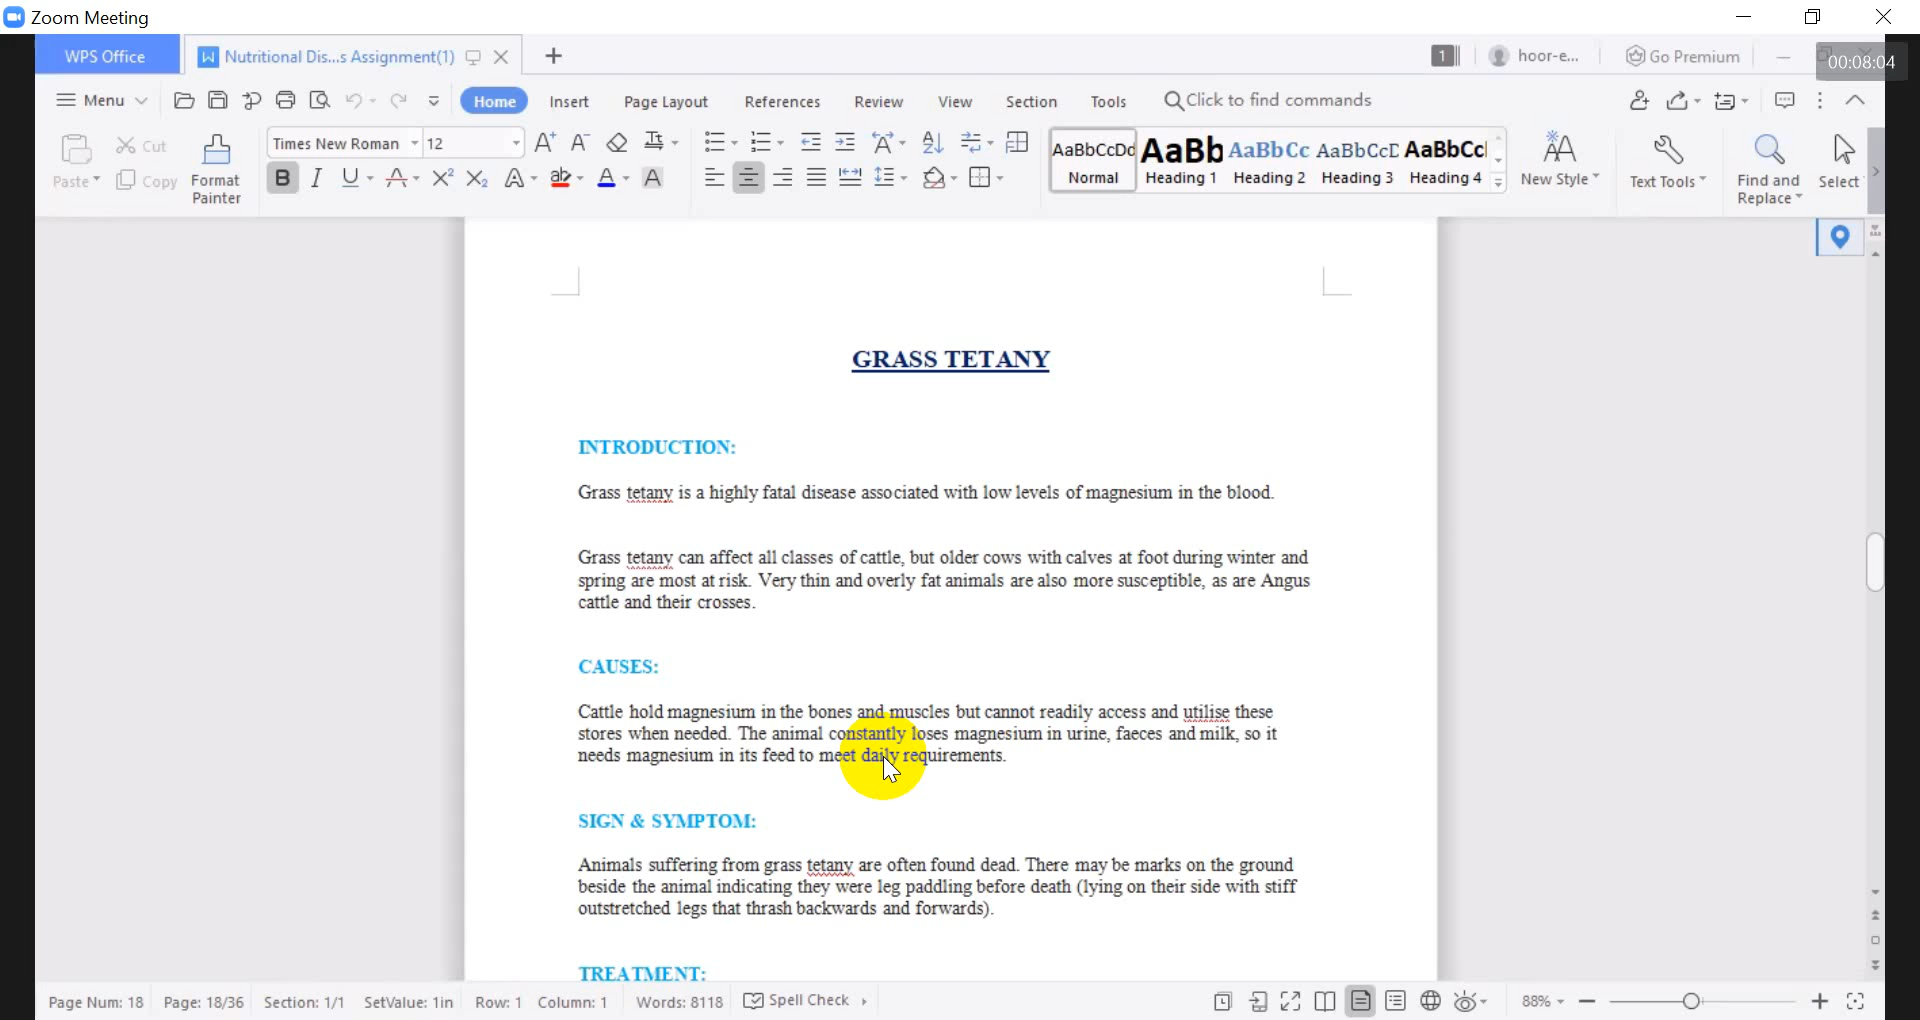 Zoom Meeting
WPS Office
Nutritional Dis...s Assignment(1)
1
hoor-e...
Go Premium
00:08:04
Menu
Home
Insert
Page Layout
References
Review
View
Section
Tools
Click to find commands
Paste
Cut
Copy
Format
Painter
Times New Roman
12
AaBbCcDd
Normal
AaBb
Heading 1
AaBbCc
Heading 2
AaBbCcD
Heading 3
AaBbCc
Heading 4
New Style
Text Tools
Find and
Replace
Select
GRASS TETANY
INTRODUCTION:
Grass tetany is a highly fatal disease associated with low levels of magnesium in the blood.
Grass tetany can affect all classes of cattle, but older cows with calves at foot during winter and
spring are most at risk. Very thin and overly fat animals are also more susceptible, as are Angus
cattle and their crosses.
CAUSES:
Cattle hold magnesium in the bones and muscles but cannot readily access and utilise these
stores when needed. The animal constantly loses magnesium in urine, faeces and milk, so it
needs magnesium in its feed to meet daily requirements.
SIGN & SYMPTOM:
Animals suffering from grass tetany are often found dead. There may be marks on the ground
beside the animal indicating they were leg paddling before death (lying on their side with stiff
outstretched legs that thrash backwards and forwards).
TREATMENT:
Page Num: 18 Page: 18/36 Section: 1/1 SetValue: 1in Row: 1 Column: 1 Words: 8118 Spell Check 88%